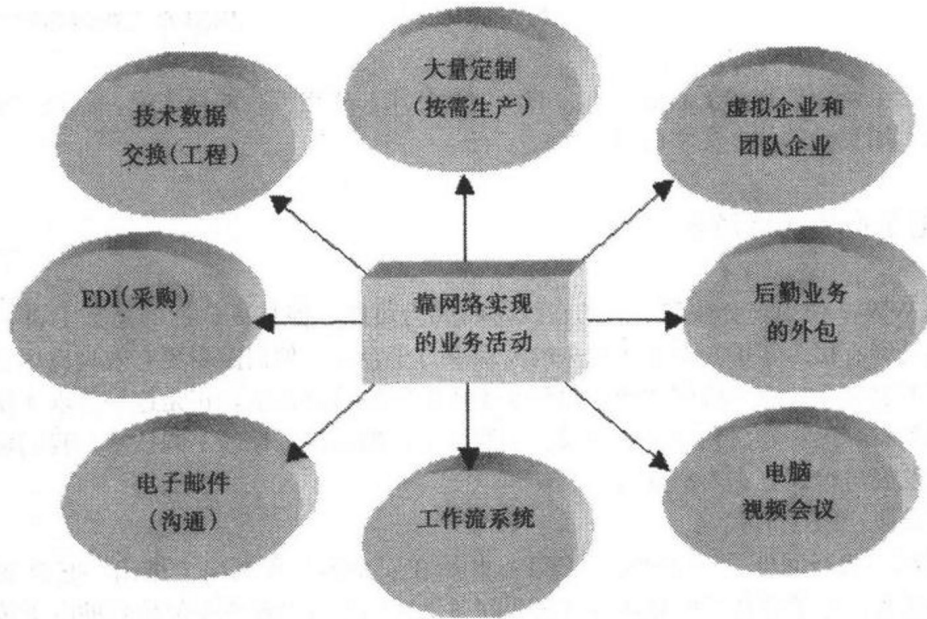 大量定制
(按需生产)
技术数据
交换(工程)
虚拟企业和
团队企业
EDI(采购)
靠网络实现
的业务活动
后勤业务
的外包
电子邮件
(沟通)
工作流系统
电脑
视频会议